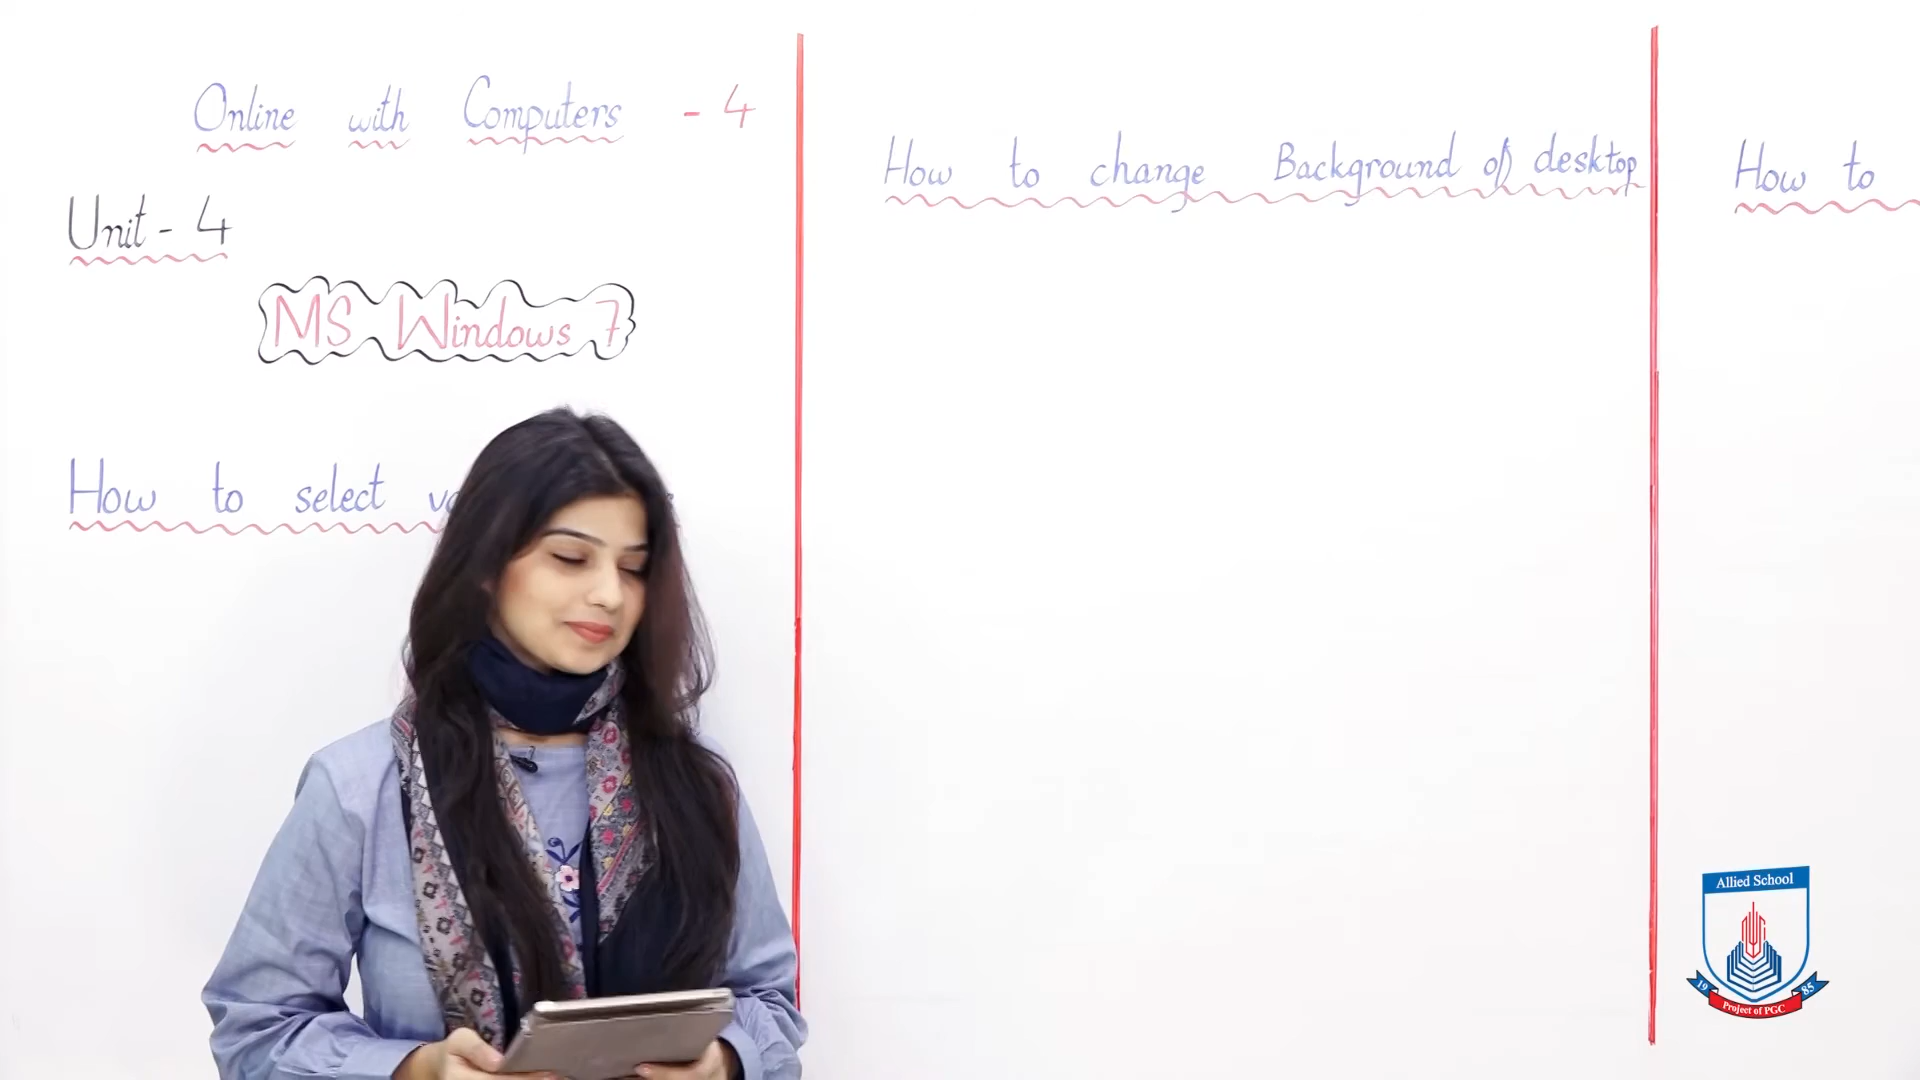 Online with Computers - 4
Unit - 4
MS Windows 7
How to select
How to change Background of desktop
How to
Allied School
19 85
Project of PGC